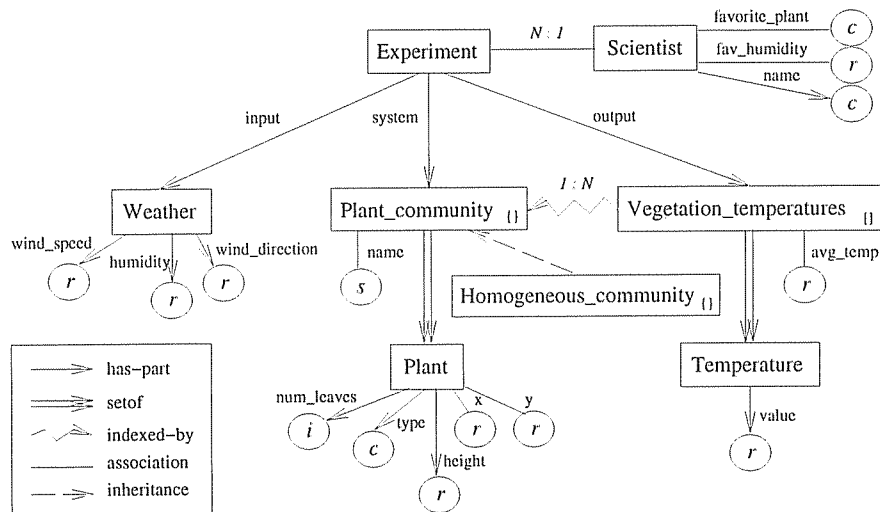 favorite_plant
c
N : 1
Experiment
Scientist
fav_humidity
r
name
c
input
system
output
1 : N
Weather
Plant_community {}
Vegetation_temperatures []
wind_speed
humidity
wind_direction
name
avg_temp
r
r
r
s
r
Homogeneous_community {}
has-part
setof
indexed-by
association
inheritance
Plant
Temperature
num_leaves
type
x
y
value
i
c
r
r
height
r
r